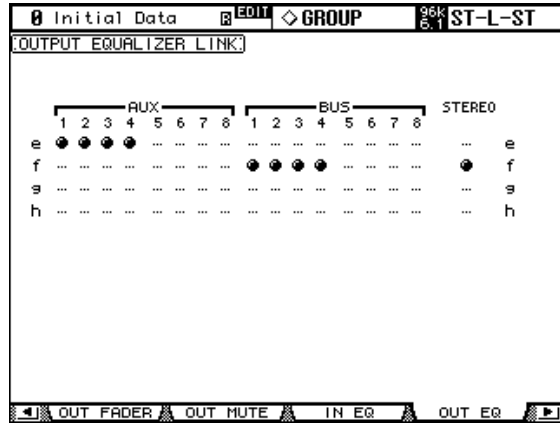 0 Initial Data R EDIT ◇ GROUP 96k 5.1 ST-L-ST
OUTPUT EQUALIZER LINK
AUX BUS STEREO
1 2 3 4 5 6 7 8 1 2 3 4 5 6 7 8
e e
f f
g g
h h
OUT FADER OUT MUTE IN EQ OUT EQ